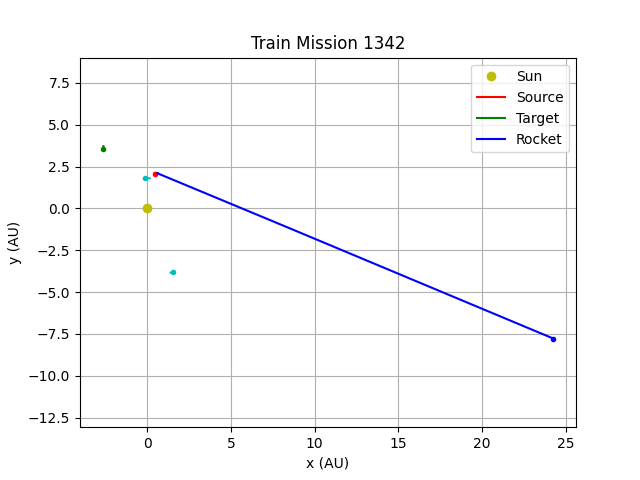 Train Mission 1342
Sun
Source
Target
Rocket
7.5
5.0
2.5
0.0
−2.5
−5.0
−7.5
−10.0
−12.5
y (AU)
0 5 10 15 20 25
x (AU)